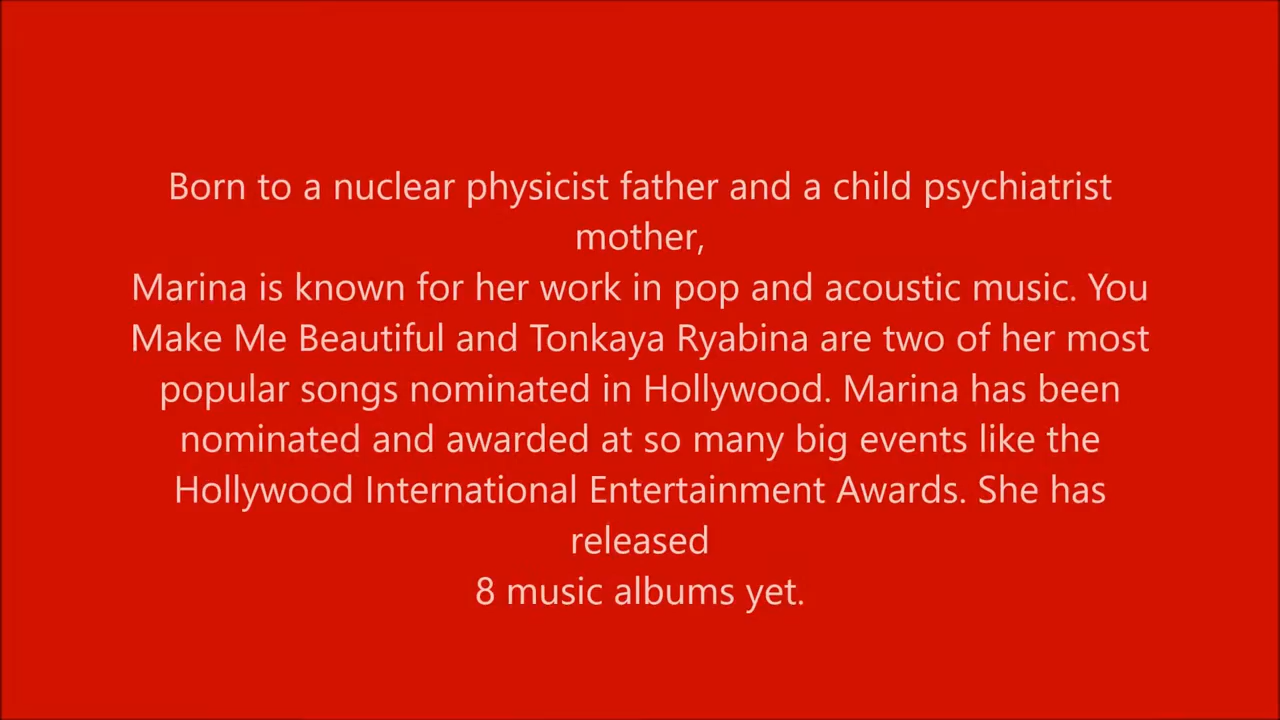 Born to a nuclear physicist father and a child psychiatrist
mother,
Marina is known for her work in pop and acoustic music. You
Make Me Beautiful and Tonkaya Ryabina are two of her most
popular songs nominated in Hollywood. Marina has been
nominated and awarded at so many big events like the
Hollywood International Entertainment Awards. She has
released
8 music albums yet.